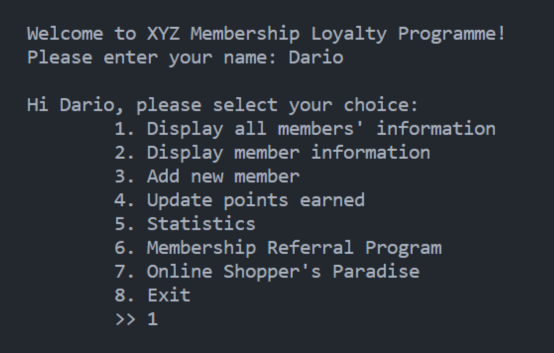 Welcome to XYZ Membership Loyalty Programme!
Please enter your name: Dario
Hi Dario, please select your choice:
1. Display all members' information
2. Display member information
3. Add new member
4. Update points earned
5. Statistics
6. Membership Referral Program
7. Online Shopper's Paradise
8. Exit
>> 1